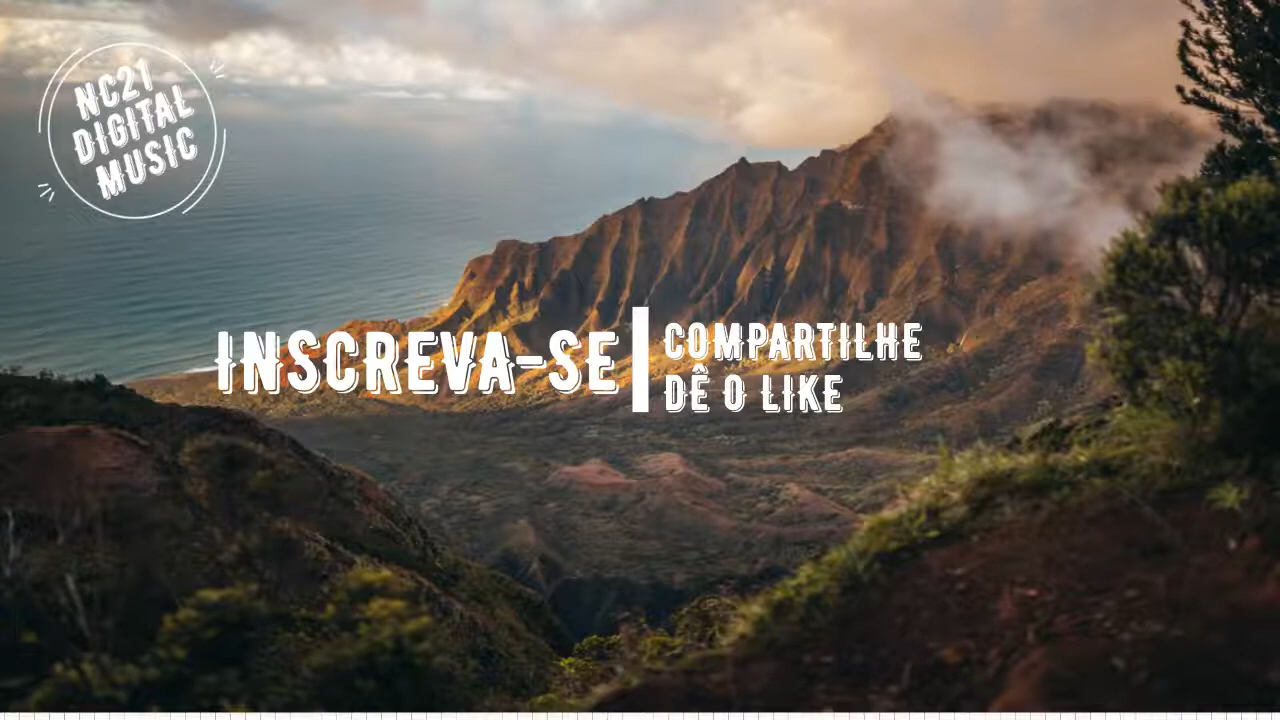 NC21
DIGITAL
MUSIC
INSCREVA-SE
COMPARTILHE
DÊ O LIKE